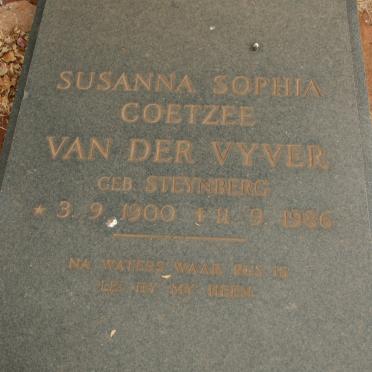 SUSANNA SOPHIA
COETZEE
VAN DER VYVER
GEB. STEYNBERG
* 3. 9. 1900 † 11. 9. 1986
NA WATERS WAAR RUS IS
LEI HY MY HEEN.